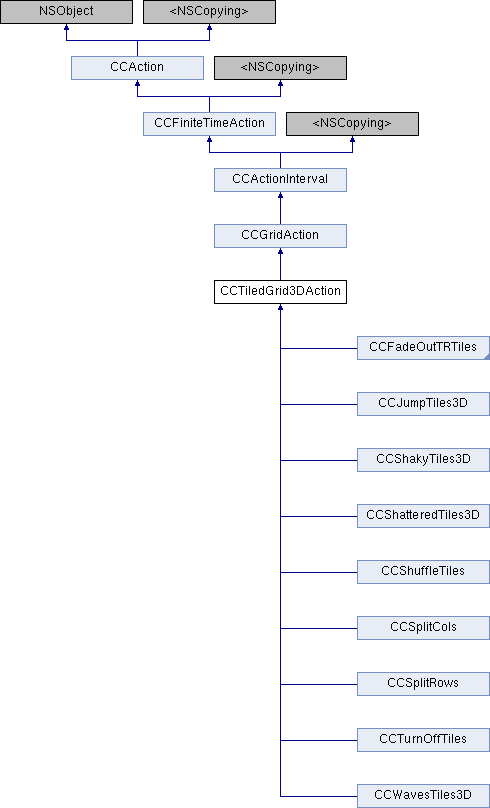 NSObject
<NSCopying>
CCAction
<NSCopying>
CCFiniteTimeAction
<NSCopying>
CCActionInterval
CCGridAction
CCTiledGrid3DAction
CCFadeOutTRTiles
CCJumpTiles3D
CCShakyTiles3D
CCShatteredTiles3D
CCShuffleTiles
CCSplitCols
CCSplitRows
CCTurnOffTiles
CCWavesTiles3D